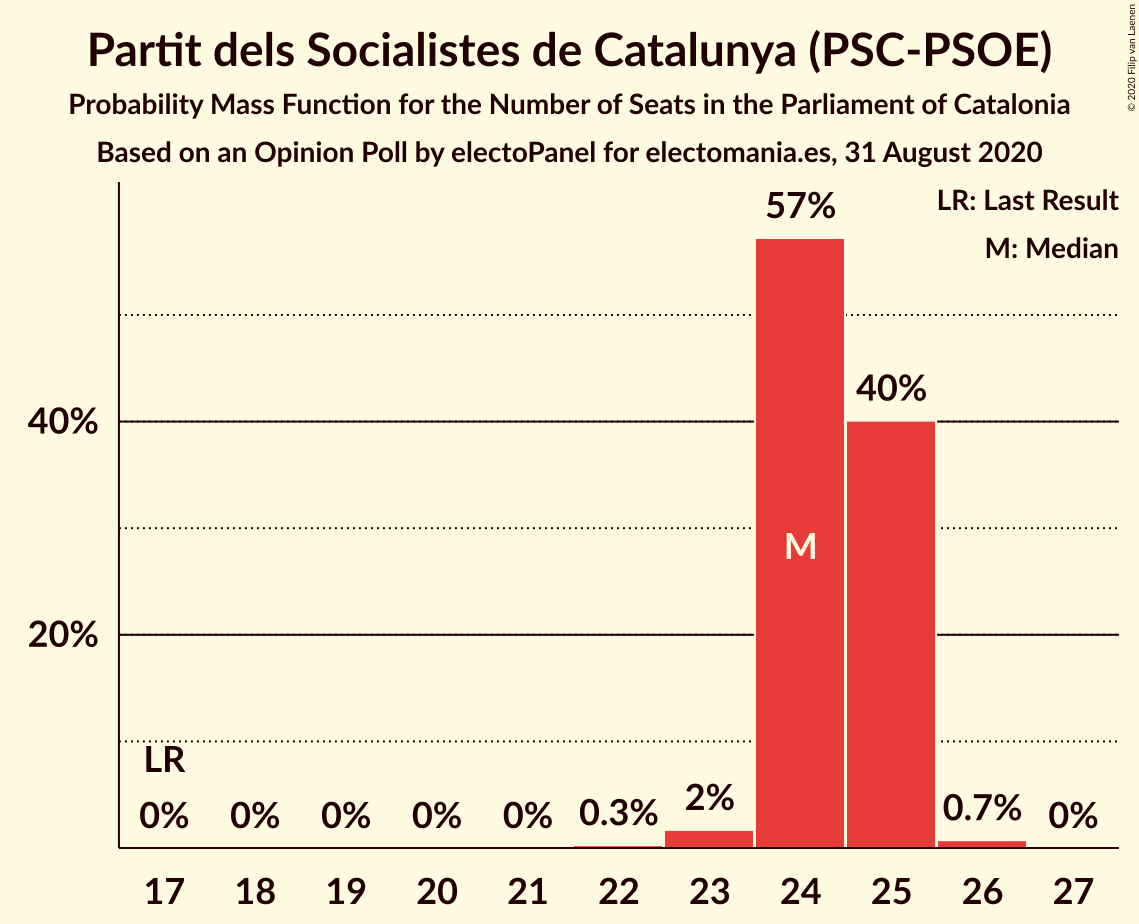 Partit dels Socialistes de Catalunya (PSC-PSOE)
Probability Mass Function for the Number of Seats in the Parliament of Catalonia
Based on an Opinion Poll by electoPanel for electomania.es, 31 August 2020
© 2020 Filip van Laenen
LR: Last Result
M: Median
57%
40%
40%
M
20%
LR
0% 0% 0% 0% 0% 0.3% 2% 0.7% 0%
17 18 19 20 21 22 23 24 25 26 27